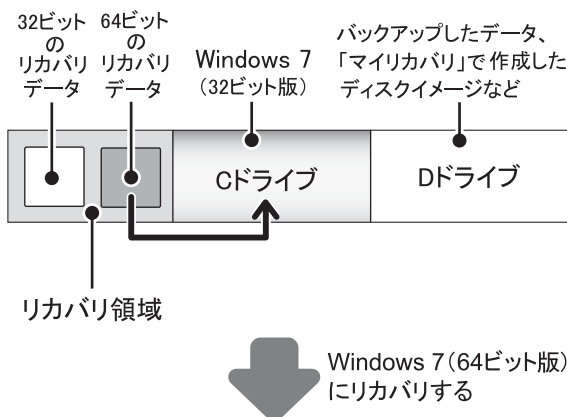 32ビット
の
リカバリ
データ
64ビット
の
リカバリ
データ
Windows 7
（32ビット版）
バックアップしたデータ、
「マイリカバリ」で作成した
ディスクイメージなど
Cドライブ
Dドライブ
リカバリ領域
Windows 7（64ビット版）
にリカバリする